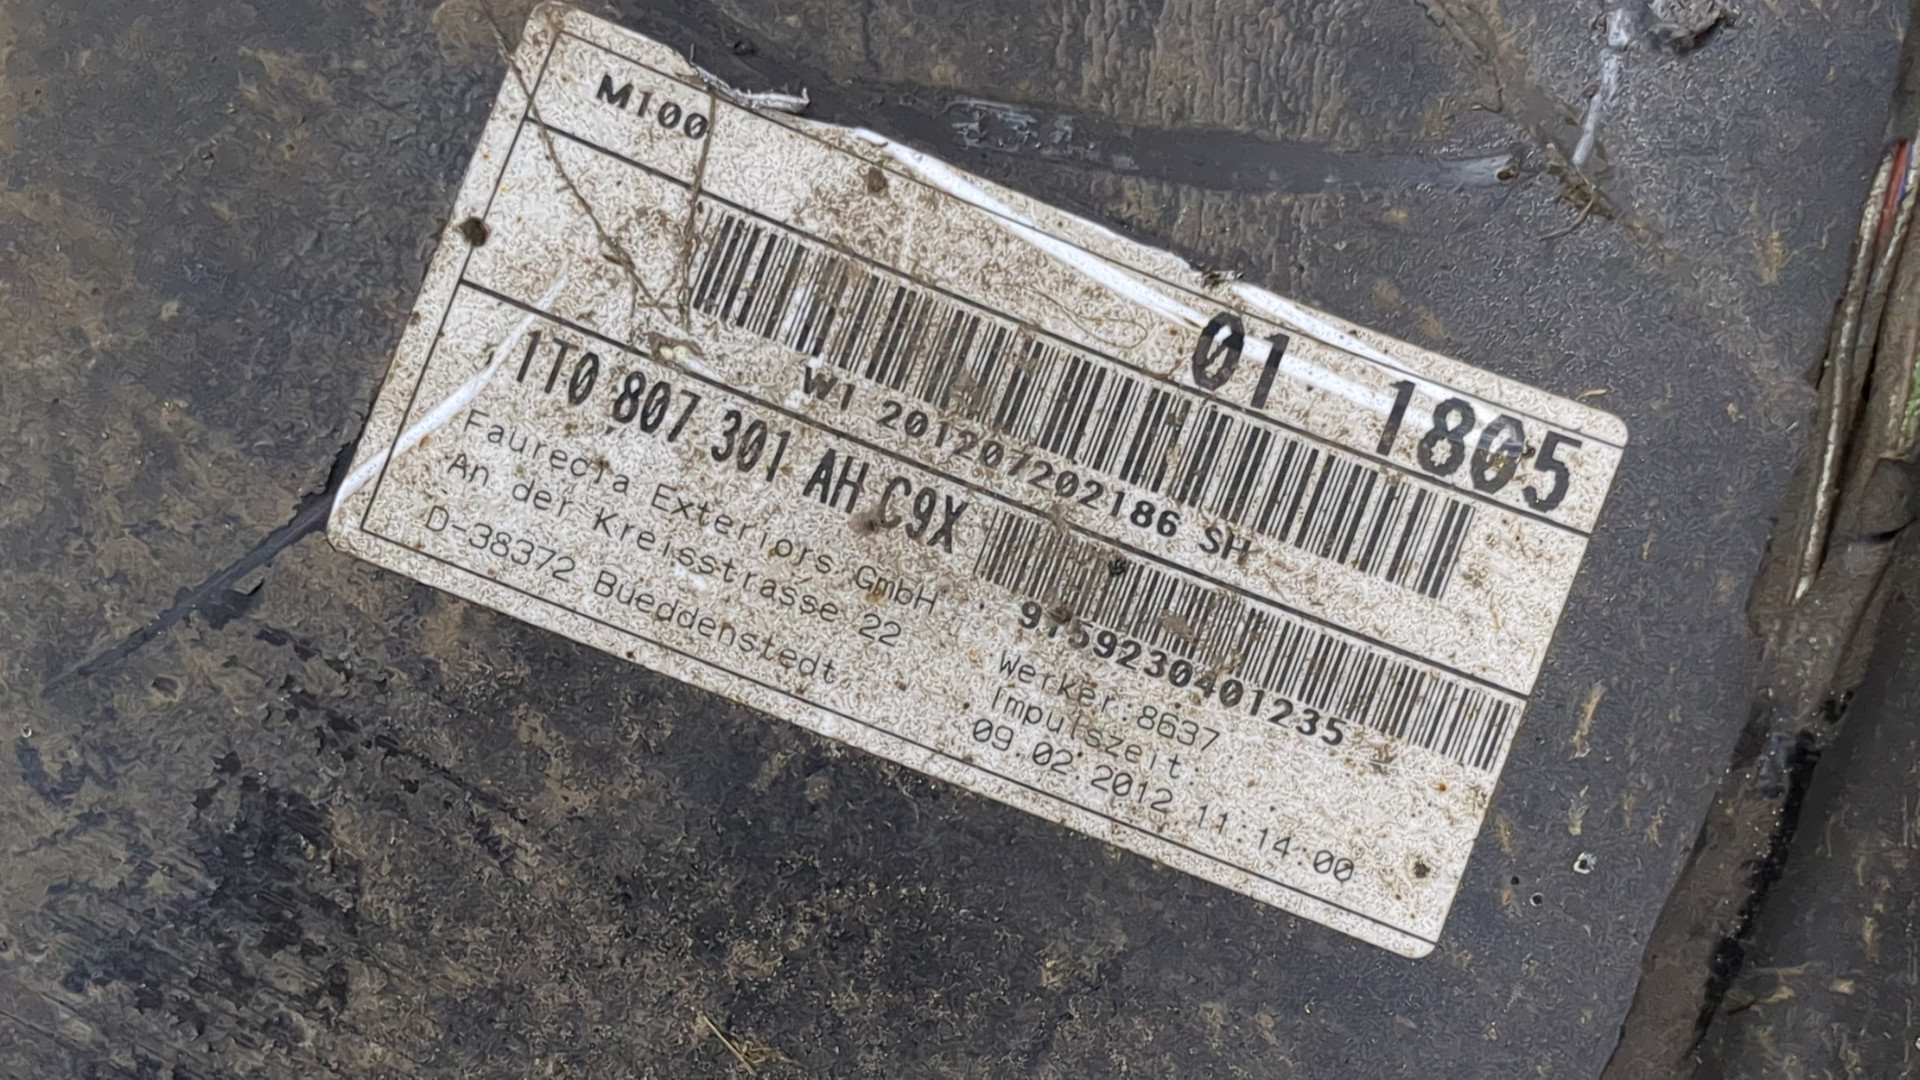 M100
01 1805
WI 201207202186 SH
1T0 807 301 AH C9X
Faurecia Exteriors GmbH
An der Kreisstrasse 22
D-38372 Bueddenstedt
Werker:8637
Impulszeit:
09.02.2012 11:14:00